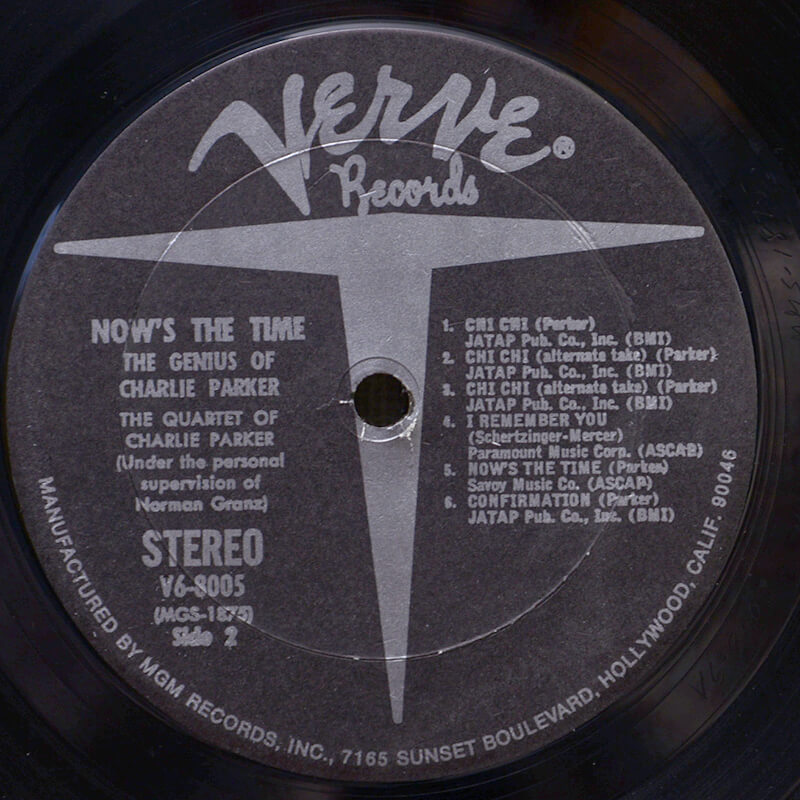 Verve®
Records
NOW'S THE TIME
THE GENIUS OF
CHARLIE PARKER
THE QUARTET OF
CHARLIE PARKER
(Under the personal
supervision of
Norman Granz)
STEREO
V6-8005
(MGS-1875)
Side 2
1. CHI CHI (Parker)
JATAP Pub. Co., Inc. (BMI)
2. CHI CHI (alternate take) (Parker)
JATAP Pub. Co., Inc. (BMI)
3. CHI CHI (alternate take) (Parker)
JATAP Pub. Co., Inc. (BMI)
4. I REMEMBER YOU
(Schertzinger-Mercer)
Paramount Music Corp. (ASCAP)
5. NOW'S THE TIME (Parker)
Savoy Music Co. (ASCAP)
6. CONFIRMATION (Parker)
JATAP Pub. Co., Inc. (BMI)
MANUFACTURED BY MGM RECORDS, INC., 7165 SUNSET BOULEVARD, HOLLYWOOD, CALIF. 90046